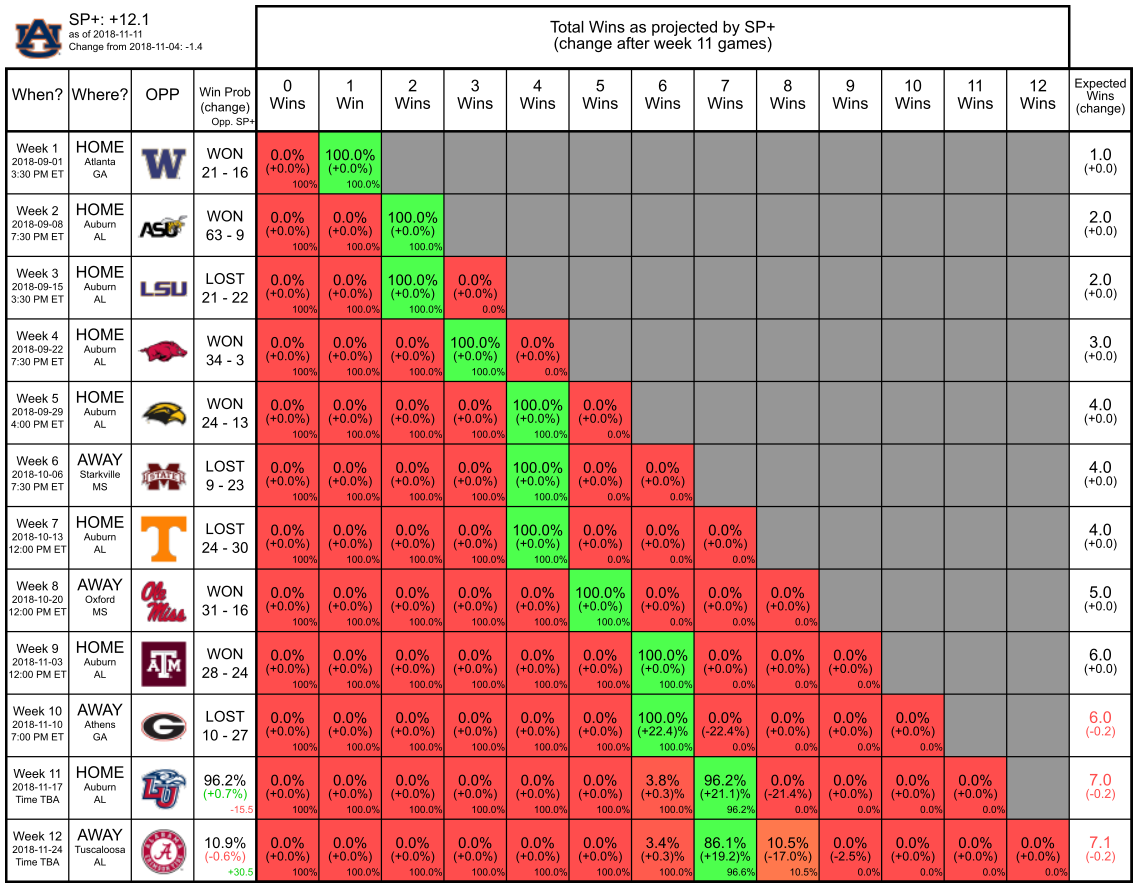 SP+: +12.1
as of 2018-11-11
Change from 2018-11-04: -1.4
Total Wins as projected by SP+
(change after week 11 games)
When? Where? OPP Win Prob (change) Opp. SP+ 0 Wins 1 Win 2 Wins 3 Wins 4 Wins 5 Wins 6 Wins 7 Wins 8 Wins 9 Wins 10 Wins 11 Wins 12 Wins Expected Wins (change)
Week 1 HOME
2018-09-01 Atlanta W WON 0.0% 100.0% 1.0
3:30 PM ET GA 21 - 16 (+0.0%) (+0.0%) (+0.0)
100% 100.0%
Week 2 HOME
2018-09-08 Auburn ASU WON 0.0% 0.0% 100.0% 2.0
7:30 PM ET AL 63 - 9 (+0.0%) (+0.0%) (+0.0%) (+0.0)
100% 100.0% 100.0%
Week 3 HOME
2018-09-15 Auburn LSU LOST 0.0% 0.0% 100.0% 0.0% 2.0
3:30 PM ET AL 21 - 22 (+0.0%) (+0.0%) (+0.0%) (+0.0%) (+0.0)
100% 100.0% 100.0% 0.0%
Week 4 HOME
2018-09-22 Auburn WON 0.0% 0.0% 0.0% 100.0% 0.0% 3.0
7:30 PM ET AL 34 - 3 (+0.0%) (+0.0%) (+0.0%) (+0.0%) (+0.0%) (+0.0)
100% 100.0% 100.0% 100.0% 0.0%
Week 5 HOME
2018-09-29 Auburn WON 0.0% 0.0% 0.0% 0.0% 100.0% 0.0% 4.0
4:00 PM ET AL 24 - 13 (+0.0%) (+0.0%) (+0.0%) (+0.0%) (+0.0%) (+0.0%) (+0.0)
100% 100.0% 100.0% 100.0% 100.0% 0.0%
Week 6 AWAY
2018-10-06 Starkville STATE LOST 0.0% 0.0% 0.0% 0.0% 100.0% 0.0% 0.0% 4.0
7:30 PM ET MS 9 - 23 (+0.0%) (+0.0%) (+0.0%) (+0.0%) (+0.0%) (+0.0%) (+0.0%) (+0.0)
100% 100.0% 100.0% 100.0% 100.0% 0.0% 0.0%
Week 7 HOME
2018-10-13 Auburn T LOST 0.0% 0.0% 0.0% 0.0% 100.0% 0.0% 0.0% 0.0% 4.0
12:00 PM ET AL 24 - 30 (+0.0%) (+0.0%) (+0.0%) (+0.0%) (+0.0%) (+0.0%) (+0.0%) (+0.0%) (+0.0)
100% 100.0% 100.0% 100.0% 100.0% 0.0% 0.0% 0.0%
Week 8 AWAY
2018-10-20 Oxford Ole Miss WON 0.0% 0.0% 0.0% 0.0% 0.0% 100.0% 0.0% 0.0% 0.0% 5.0
12:00 PM ET MS 31 - 16 (+0.0%) (+0.0%) (+0.0%) (+0.0%) (+0.0%) (+0.0%) (+0.0%) (+0.0%) (+0.0%) (+0.0)
100% 100.0% 100.0% 100.0% 100.0% 100.0% 0.0% 0.0% 0.0%
Week 9 HOME
2018-11-03 Auburn ATM WON 0.0% 0.0% 0.0% 0.0% 0.0% 0.0% 100.0% 0.0% 0.0% 0.0% 6.0
12:00 PM ET AL 28 - 24 (+0.0%) (+0.0%) (+0.0%) (+0.0%) (+0.0%) (+0.0%) (+0.0%) (+0.0%) (+0.0%) (+0.0%) (+0.0)
100% 100.0% 100.0% 100.0% 100.0% 100.0% 100.0% 0.0% 0.0% 0.0%
Week 10 AWAY
2018-11-10 Athens G LOST 0.0% 0.0% 0.0% 0.0% 0.0% 0.0% 100.0% 0.0% 0.0% 0.0% 0.0% 6.0
7:00 PM ET GA 10 - 27 (+0.0%) (+0.0%) (+0.0%) (+0.0%) (+0.0%) (+0.0%) (+22.4)% (-22.4%) (+0.0%) (+0.0%) (+0.0%) (-0.2)
100% 100.0% 100.0% 100.0% 100.0% 100.0% 100.0% 0.0% 0.0% 0.0% 0.0%
Week 11 HOME
2018-11-17 Auburn LU 96.2% 0.0% 0.0% 0.0% 0.0% 0.0% 0.0% 3.8% 96.2% 0.0% 0.0% 0.0% 0.0% 7.0
Time TBA AL (+0.7%) (+0.0%) (+0.0%) (+0.0%) (+0.0%) (+0.0%) (+0.0%) (+0.3)% (+21.1)% (-21.4%) (+0.0%) (+0.0%) (+0.0%) (-0.2)
-15.5 100% 100.0% 100.0% 100.0% 100.0% 100.0% 100.0% 96.2% 0.0% 0.0% 0.0% 0.0%
Week 12 AWAY
2018-11-24 Tuscaloosa A 10.9% 0.0% 0.0% 0.0% 0.0% 0.0% 0.0% 3.4% 86.1% 10.5% 0.0% 0.0% 0.0% 0.0% 7.1
Time TBA AL (-0.6%) (+0.0%) (+0.0%) (+0.0%) (+0.0%) (+0.0%) (+0.0%) (+0.3)% (+19.2)% (-17.0%) (-2.5%) (+0.0%) (+0.0%) (+0.0%) (-0.2)
+30.5 100% 100.0% 100.0% 100.0% 100.0% 100.0% 100.0% 96.6% 10.5% 0.0% 0.0% 0.0% 0.0%